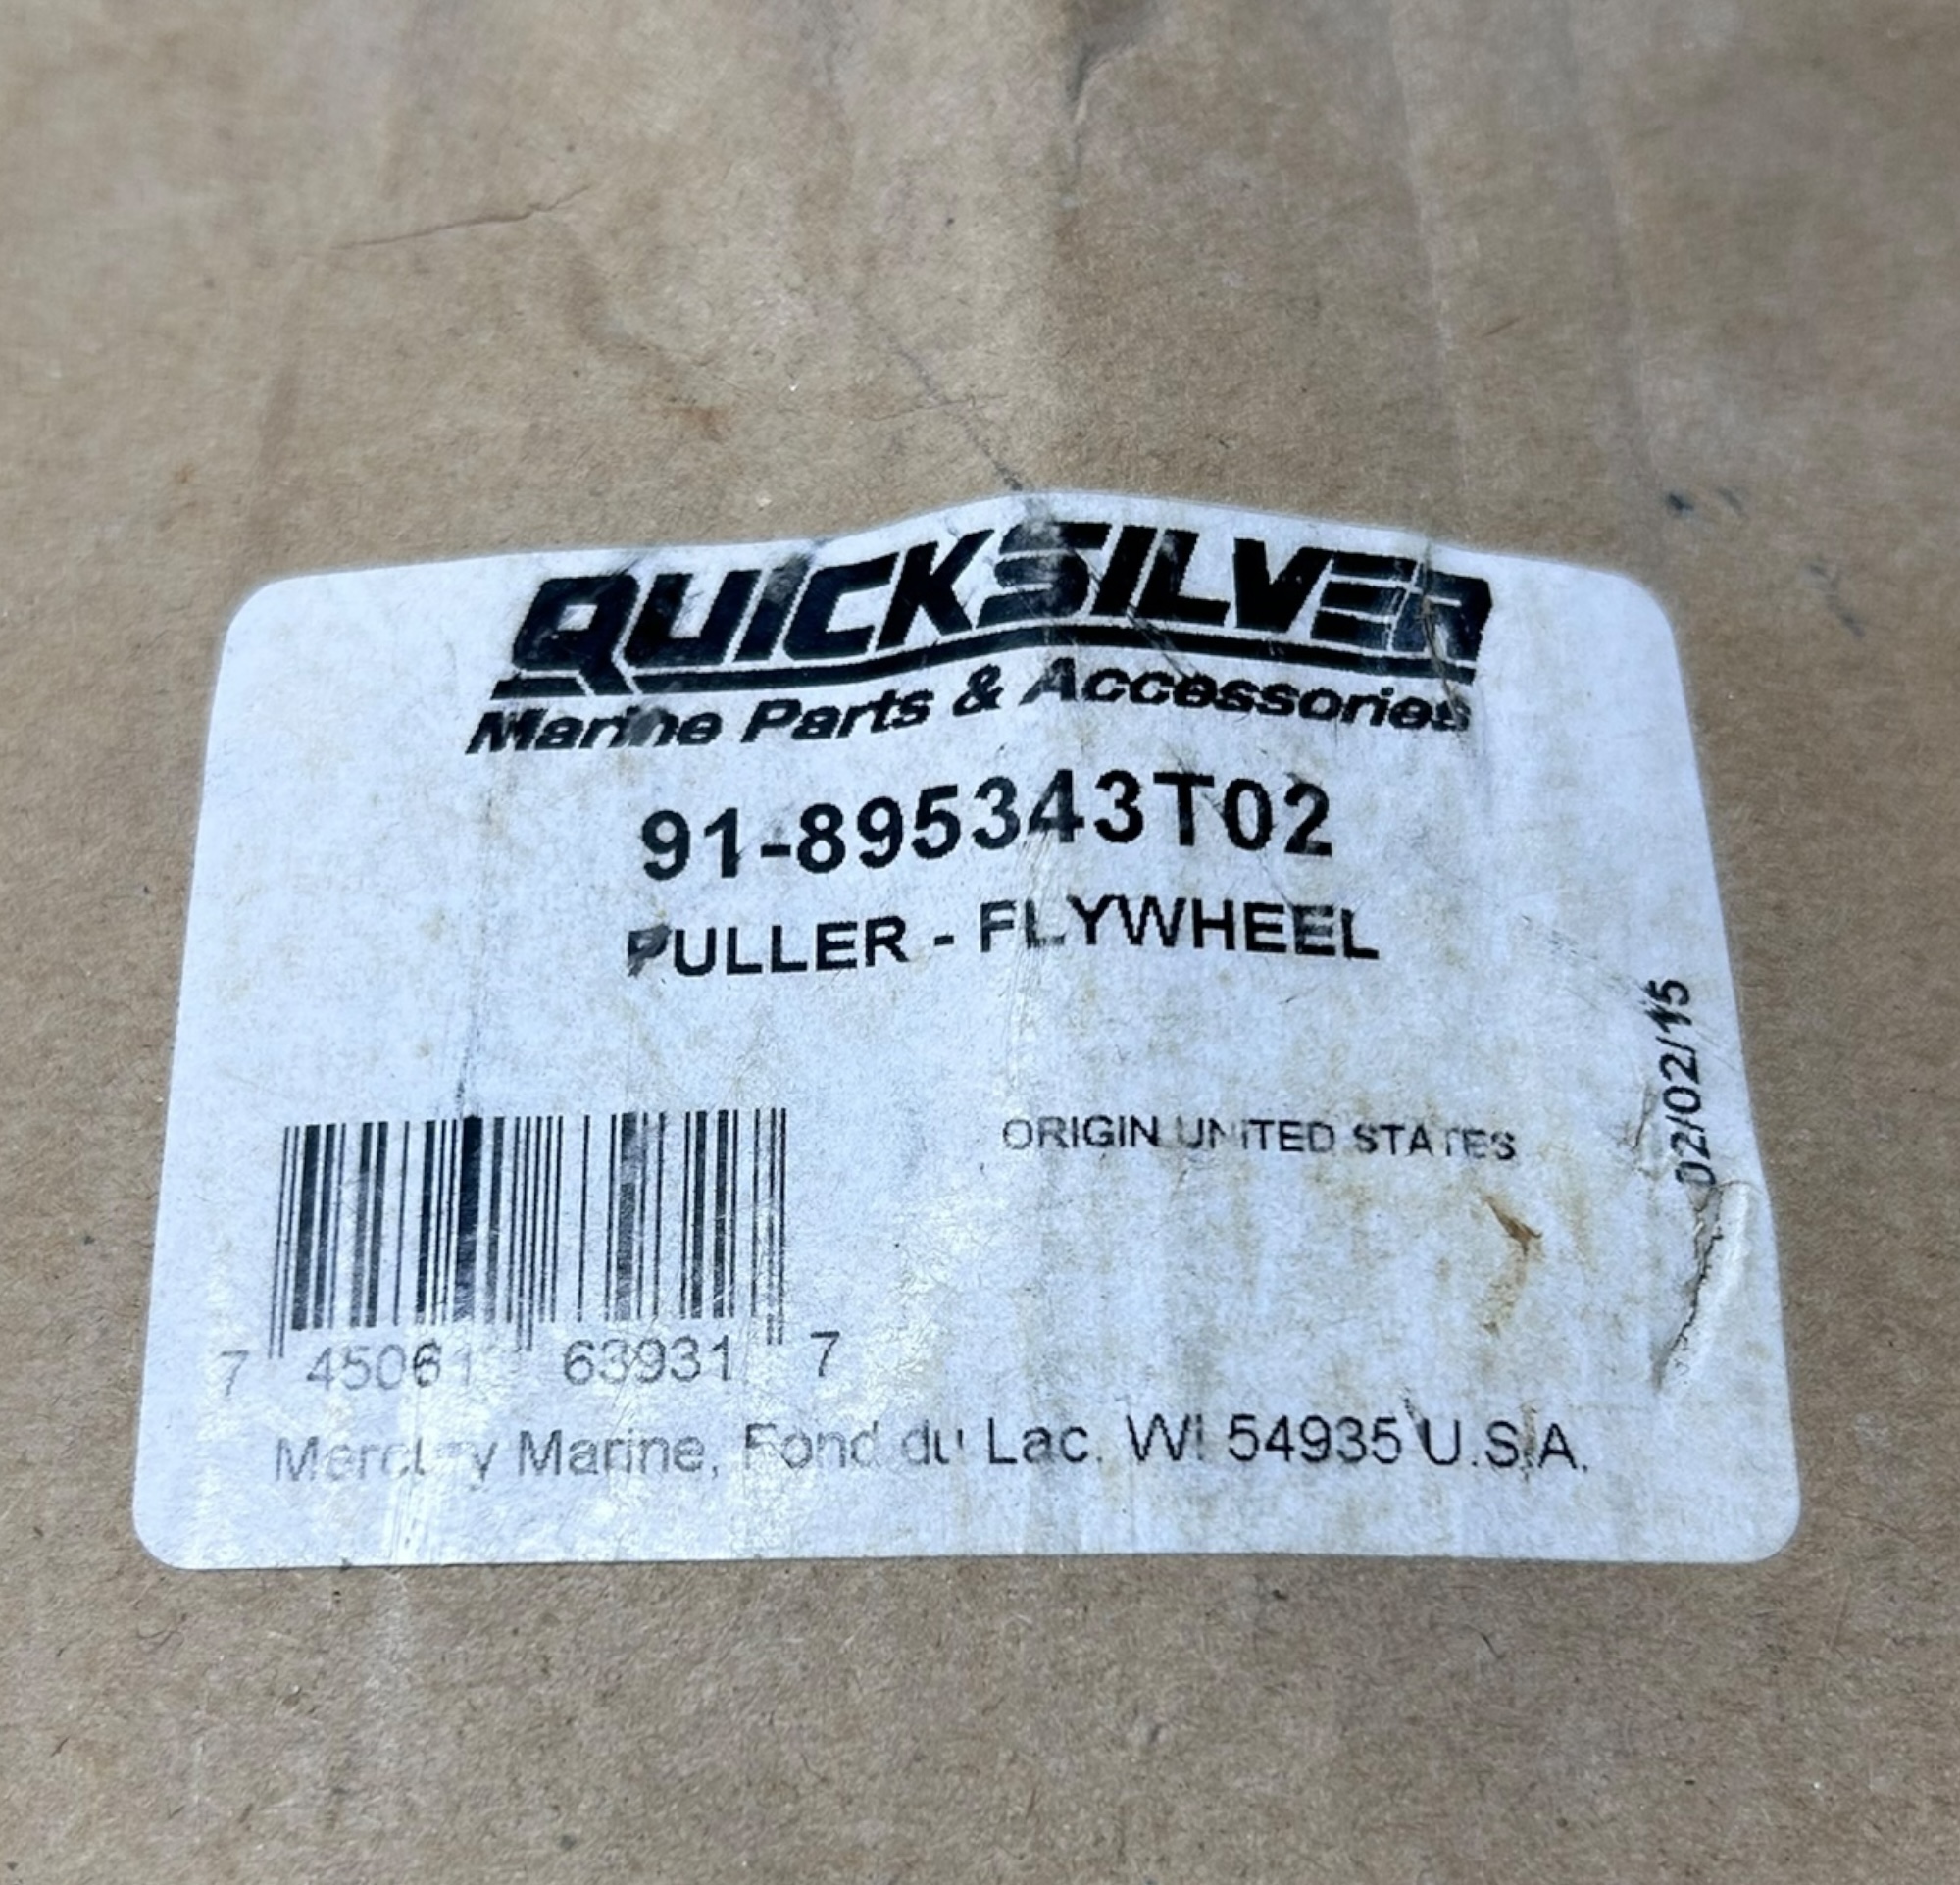 QUICKSILVER
Marine Parts & Accessories
91-895343T02
PULLER - FLYWHEEL
02/02/15
ORIGIN UNITED STATES
7 45061 63931 7
Mercury Marine, Fond du Lac, WI 54935 U.S.A.